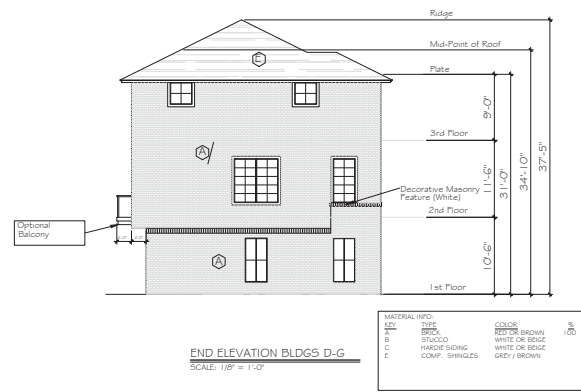 Ridge
Mid-Point of Roof
E
Plate
9'-0"
3rd Floor
A
11'-6"
31'-0"
34'-10"
37'-5"
Decorative Masonry
Feature (White)
2nd Floor
Optional
Balcony
A
10'-6"
1st Floor
END ELEVATION BLDGS D-G
SCALE: 1/8" = 1'-0"
MATERIAL INFO:
KEY TYPE COLOR %
A BRICK RED OR BROWN 100
B STUCCO WHITE OR BEIGE
C HARDIE SIDING WHITE OR BEIGE
E COMP. SHINGLES GREY / BROWN